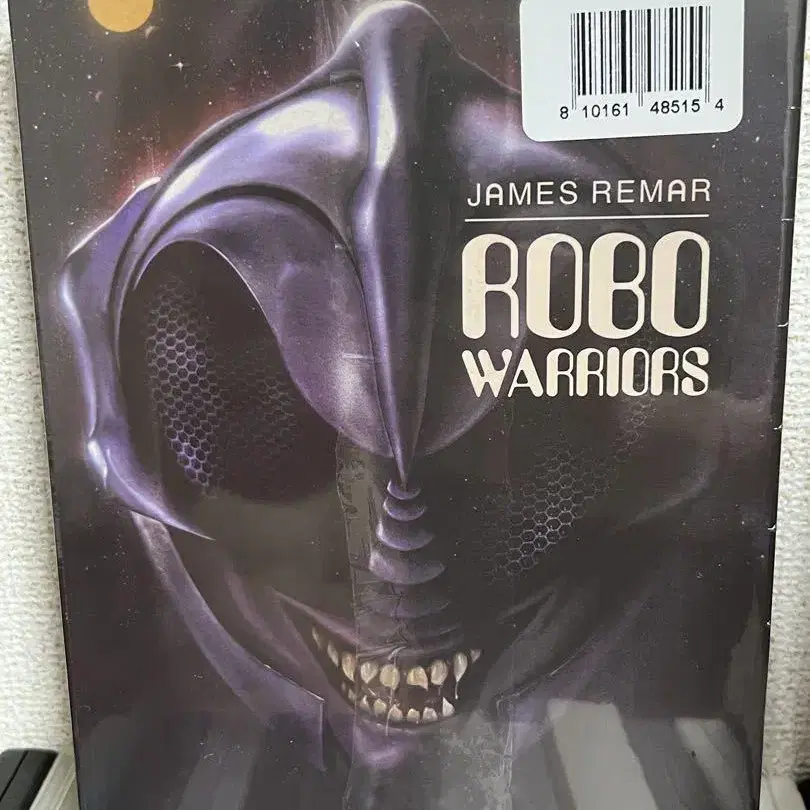 8 10161 48515 4
JAMES REMAR
ROBO
WARRIORS